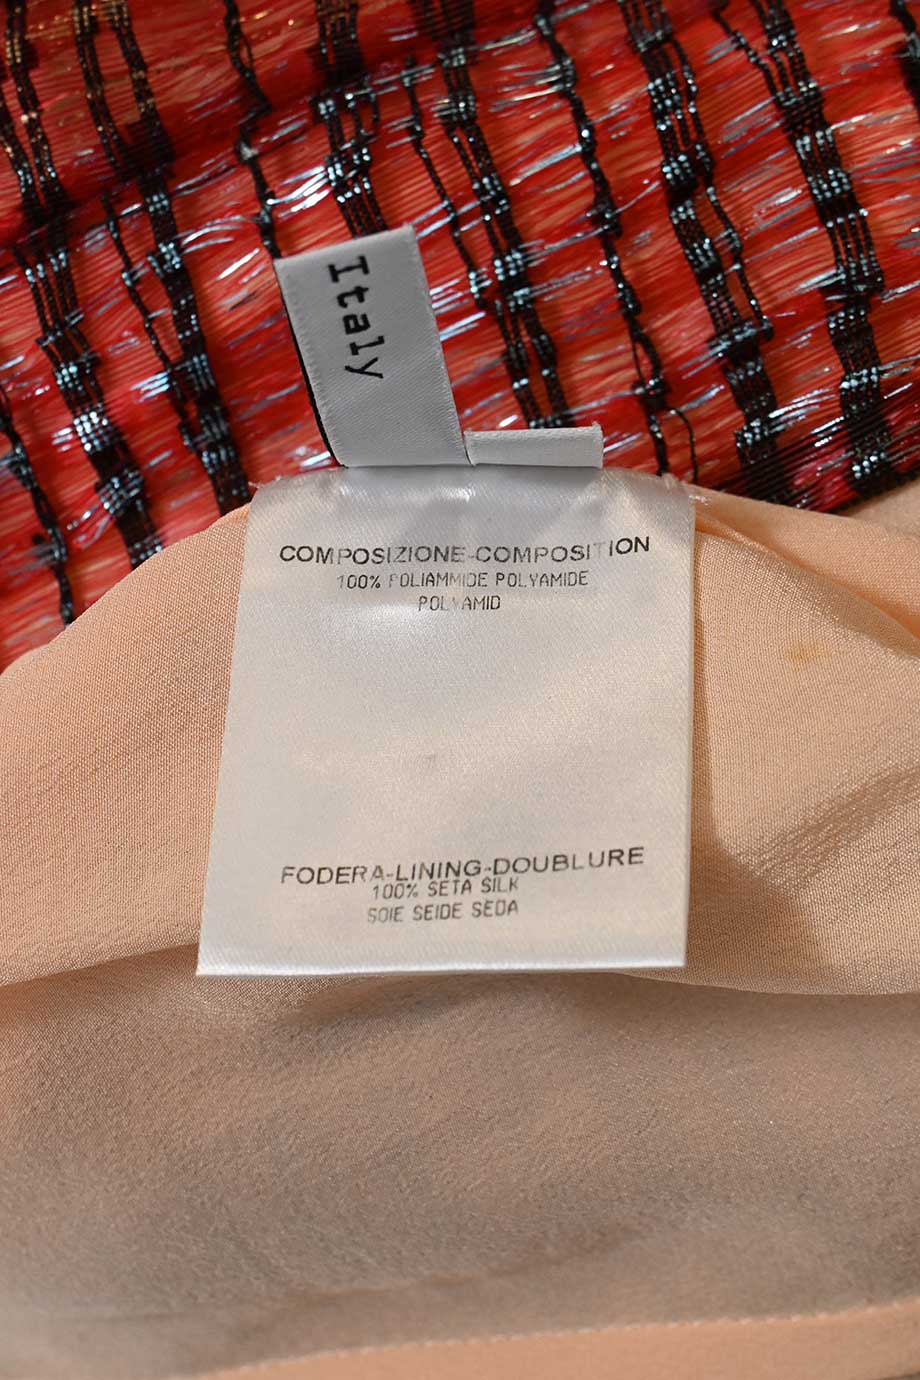 Italy
COMPOSIZIONE-COMPOSITION
100% POLIAMMIDE POLYAMIDE
POLYAMID
FODERA-LINING-DOUBLURE
100% SETA SILK
SOIE SEIDE SEDA